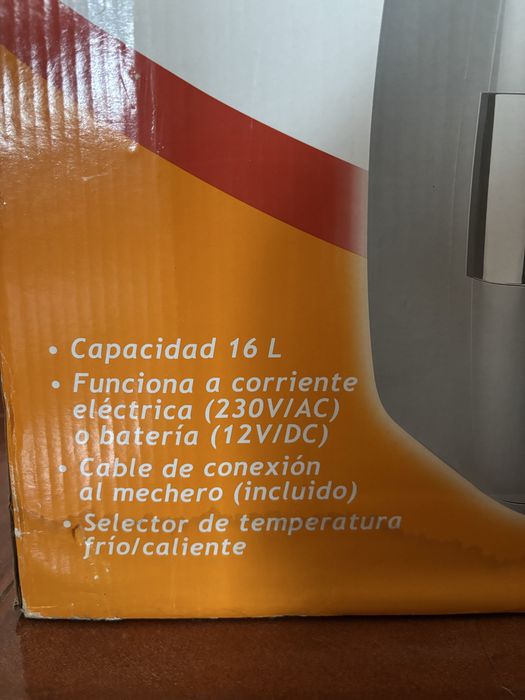 • Capacidad 16 L
• Funciona a corriente
eléctrica (230V/AC)
o batería (12V/DC)
• Cable de conexión
al mechero (incluido)
• Selector de temperatura
frío/caliente